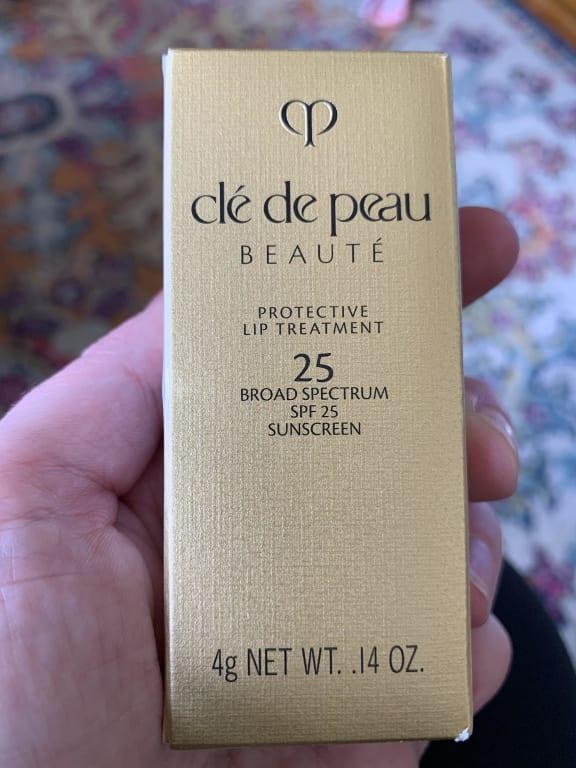 clé de peau
BEAUTÉ
PROTECTIVE
LIP TREATMENT
25
BROAD SPECTRUM
SPF 25
SUNSCREEN
4g NET WT. .14 OZ.